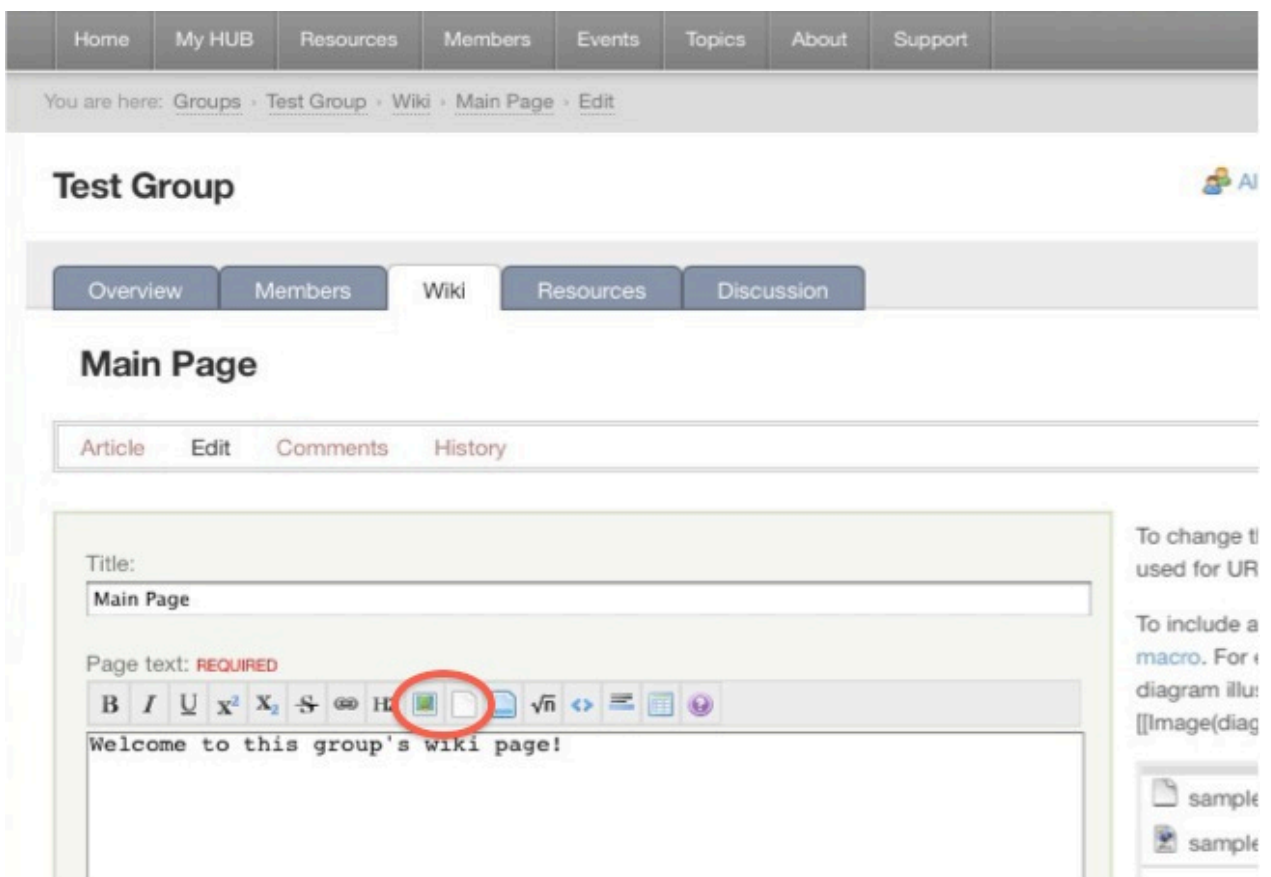 Home My HUB Resources Members Events Topics About Support
You are here: Groups › Test Group › Wiki › Main Page › Edit
Test Group
Overview Members Wiki Resources Discussion
Main Page
Article Edit Comments History
Title:
Main Page
Page text: REQUIRED
B I U x² X₂ S √n <>
Welcome to this group's wiki page!
To change
used for
To include a
macro. For
diagram
[[Image(diag
sample
sample